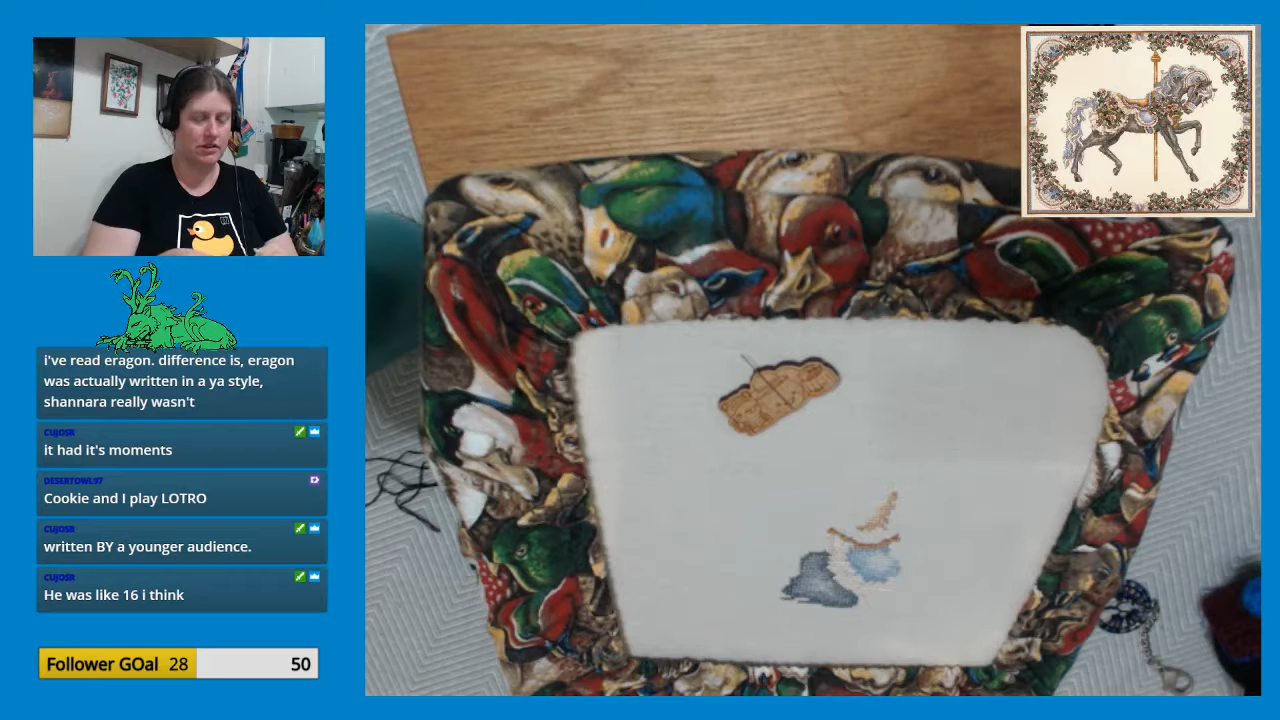 i've read eragon. difference is, eragon
was actually written in a ya style,
shannara really wasn't
CUJOSR
it had it's moments
DESERTOWL97
Cookie and I play LOTRO
CUJOSR
written BY a younger audience.
CUJOSR
He was like 16 i think
Follower GOal 28 50